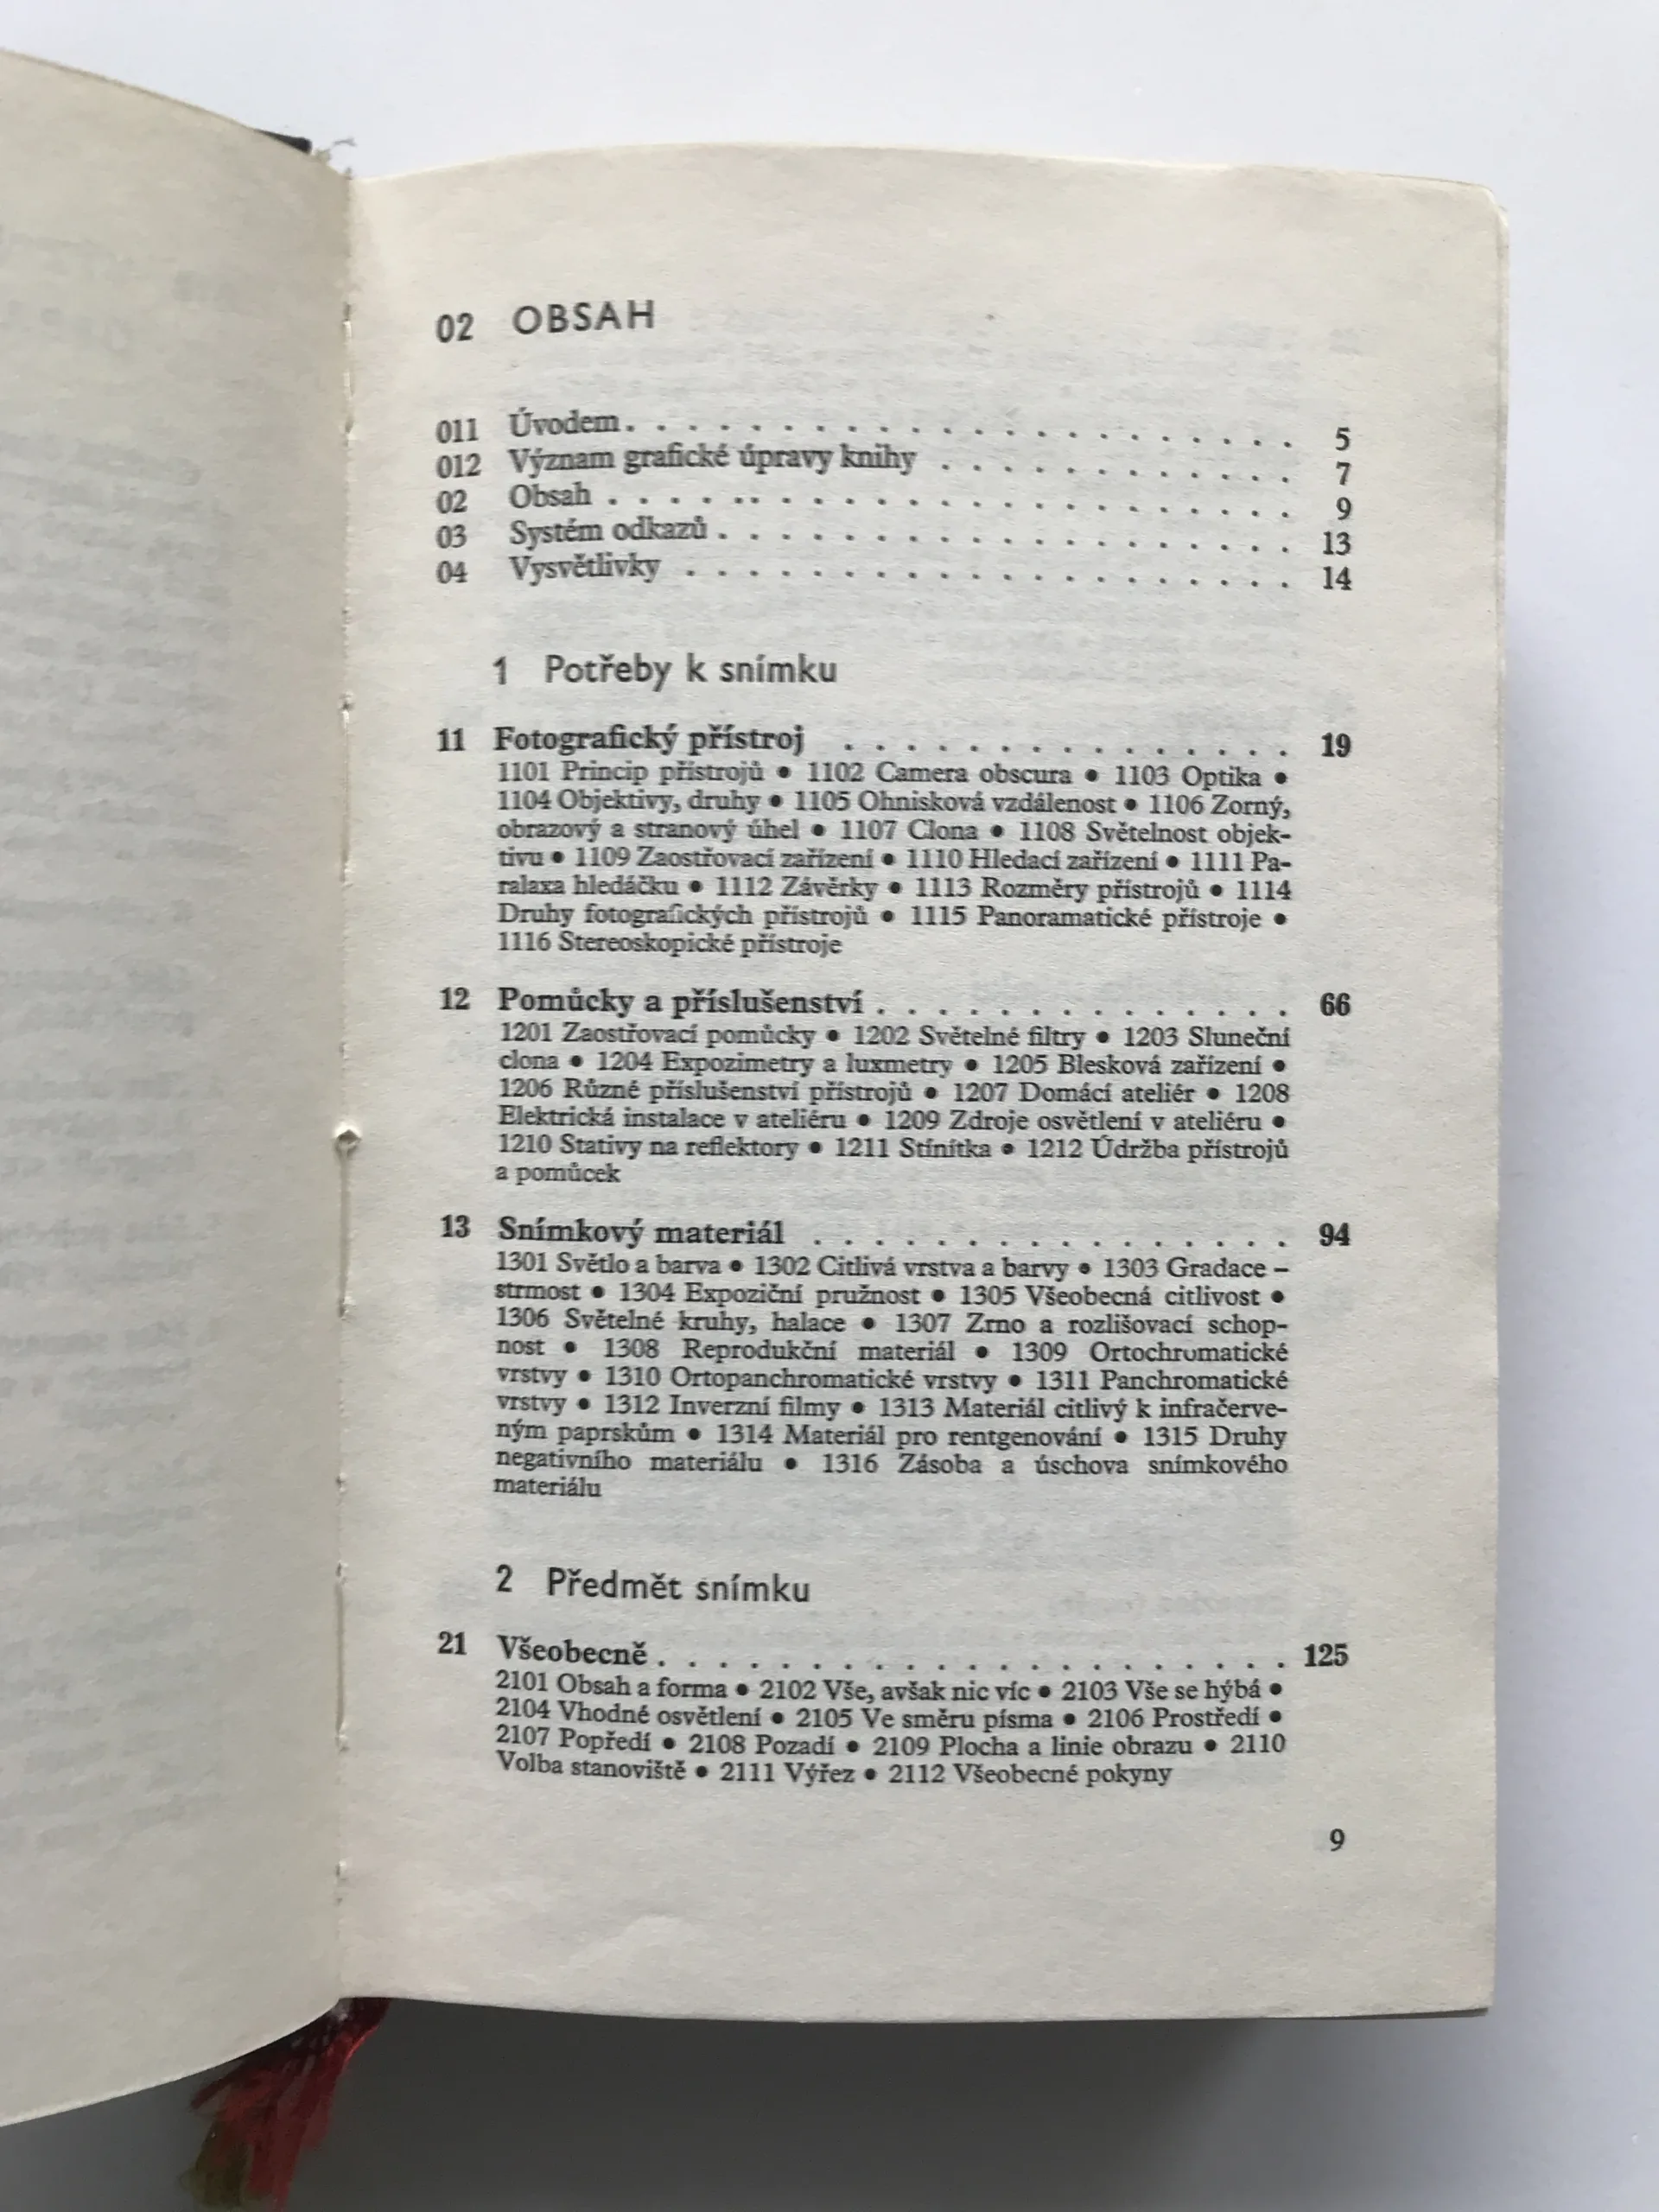 02 OBSAH
011 Úvodem . . . . . . . . . . . . . . . . . . . . 5
012 Význam grafické úpravy knihy . . . . . . . . . . . 7
02 Obsah . . . . . . . . . . . . . . . . . . . . . 9
03 Systém odkazů . . . . . . . . . . . . . . . . . . 13
04 Vysvětlivky . . . . . . . . . . . . . . . . . . . 14
1 Potřeby k snímku
11 Fotografický přístroj . . . . . . . . . . . . . . . 19
1101 Princip přístrojů ● 1102 Camera obscura ● 1103 Optika ●
1104 Objektivy, druhy ● 1105 Ohnisková vzdálenost ● 1106 Zorný,
obrazový a stranový úhel ● 1107 Clona ● 1108 Světelnost objek-
tivu ● 1109 Zaostřovací zařízení ● 1110 Hledací zařízení ● 1111 Pa-
ralaxa hledáčku ● 1112 Závěrky ● 1113 Rozměry přístrojů ● 1114
Druhy fotografických přístrojů ● 1115 Panoramatické přístroje ●
1116 Stereoskopické přístroje
12 Pomůcky a příslušenství . . . . . . . . . . . . . . 66
1201 Zaostřovací pomůcky ● 1202 Světelné filtry ● 1203 Sluneční
clona ● 1204 Expozimetry a luxmetry ● 1205 Blesková zařízení ●
1206 Různé příslušenství přístrojů ● 1207 Domácí ateliér ● 1208
Elektrická instalace v ateliéru ● 1209 Zdroje osvětlení v ateliéru ●
1210 Stativy na reflektory ● 1211 Stínítka ● 1212 Údržba přístrojů
a pomůcek
13 Snímkový materiál . . . . . . . . . . . . . . . . 94
1301 Světlo a barva ● 1302 Citlivá vrstva a barvy ● 1303 Gradace –
strmost ● 1304 Expoziční pružnost ● 1305 Všeobecná citlivost ●
1306 Světelné kruhy, halace ● 1307 Zrno a rozlišovací schop-
nost ● 1308 Reprodukční materiál ● 1309 Ortochromatické
vrstvy ● 1310 Ortopanchromatické vrstvy ● 1311 Panchromatické
vrstvy ● 1312 Inverzní filmy ● 1313 Materiál citlivý k infračerve-
ným paprskům ● 1314 Materiál pro rentgenování ● 1315 Druhy
negativního materiálu ● 1316 Zásoba a úschova snímkového
materiálu
2 Předmět snímku
21 Všeobecně . . . . . . . . . . . . . . . . . . . . 125
2101 Obsah a forma ● 2102 Vše, avšak nic víc ● 2103 Vše se hýbá ●
2104 Vhodné osvětlení ● 2105 Ve směru písma ● 2106 Prostředí ●
2107 Popředí ● 2108 Pozadí ● 2109 Plocha a linie obrazu ● 2110
Volba stanoviště ● 2111 Výřez ● 2112 Všeobecné pokyny
9